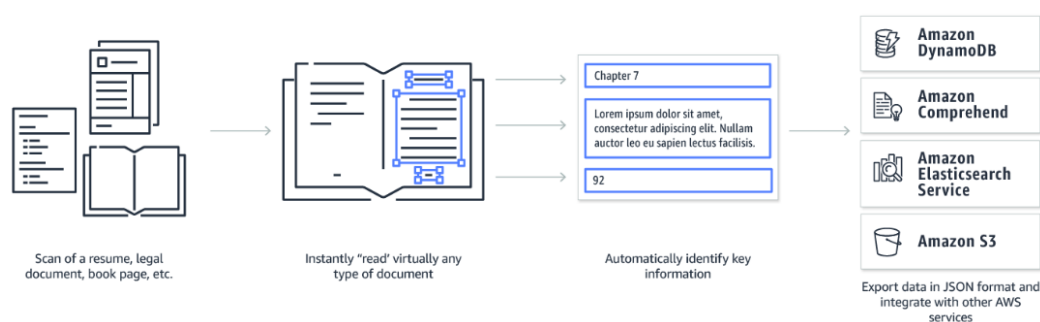 Scan of a resume, legal
document, book page, etc.
Instantly “read’ virtually any
type of document
Chapter 7
Lorem ipsum dolor sit amet,
consectetur adipiscing elit. Nullam
auctor leo eu sapien lectus facilisis.
92
Automatically identify key
information
Amazon
DynamoDB
Amazon
Comprehend
Amazon
Elasticsearch
Service
Amazon S3
Export data in JSON format and
integrate with other AWS
services